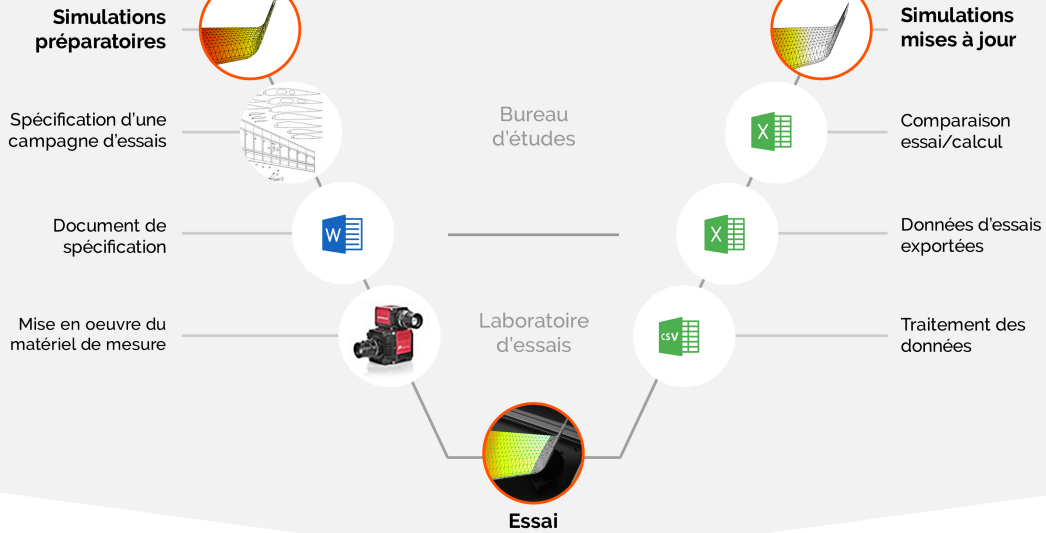 Simulations
préparatoires
Spécification d'une
campagne d'essais
Document de
spécification
W
Mise en oeuvre du
matériel de mesure
Bureau
d'études
Laboratoire
d'essais
Essai
Simulations
mises à jour
X
Comparaison
essai/calcul
X
Données d'essais
exportées
CSV
Traitement des
données